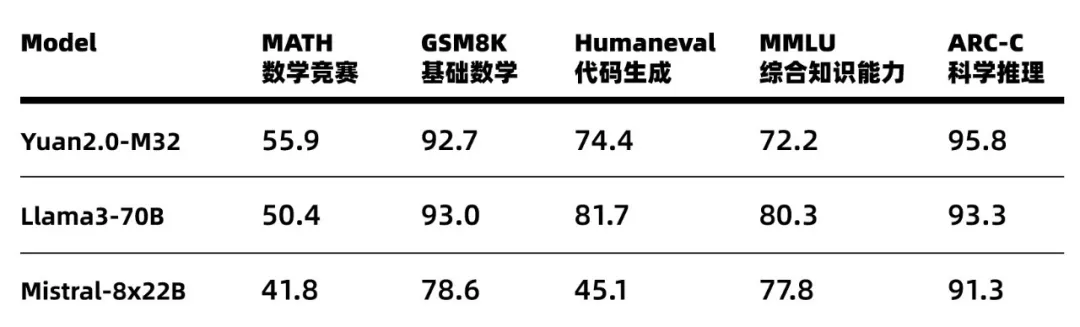 Model MATH GSM8K Humaneval MMLU ARC-C
数学竞赛 基础数学 代码生成 综合知识能力 科学推理
Yuan2.0-M32 55.9 92.7 74.4 72.2 95.8
Llama3-70B 50.4 93.0 81.7 80.3 93.3
Mistral-8x22B 41.8 78.6 45.1 77.8 91.3